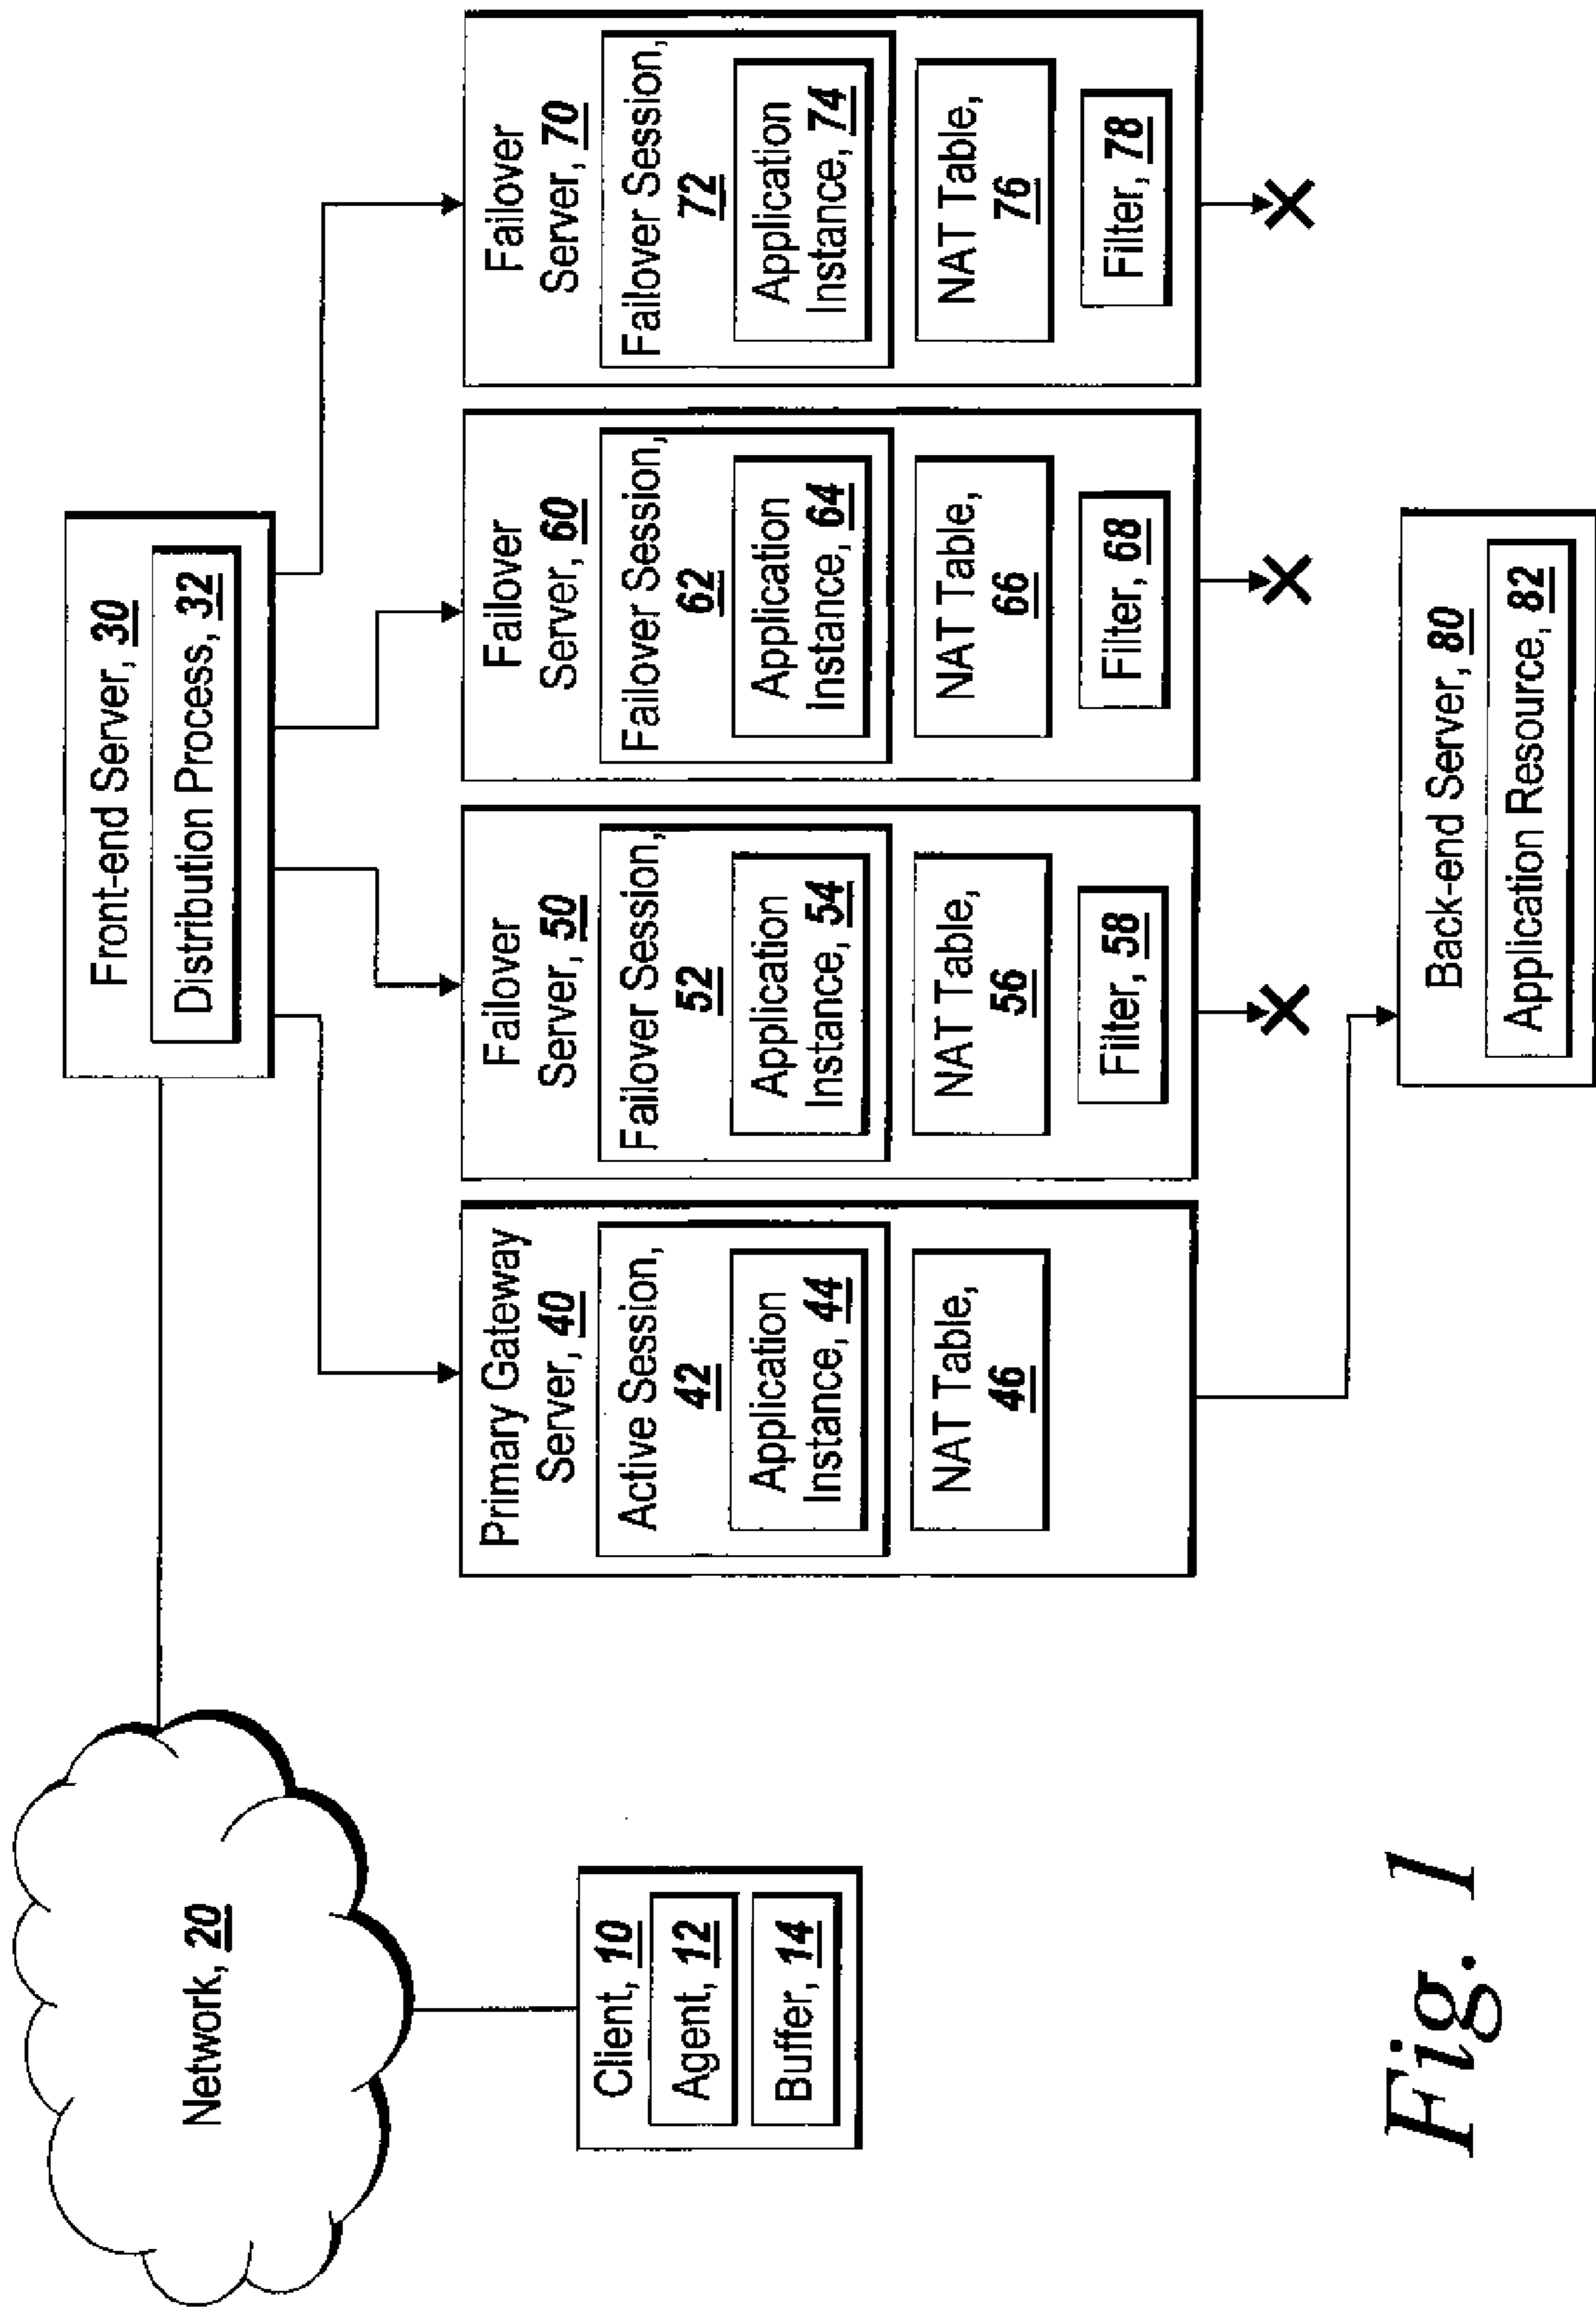 Network, 20
Client, 10
Agent, 12
Buffer, 14
Front-end Server, 30
Distribution Process, 32
Primary Gateway
Server, 40
Active Session,
42
Application
Instance, 44
NAT Table,
46
Failover
Server, 50
Failover Session,
52
Application
Instance, 54
NAT Table,
56
Filter, 58
Failover
Server, 60
Failover Session,
62
Application
Instance, 64
NAT Table,
66
Filter, 68
Failover
Server, 70
Failover Session,
72
Application
Instance, 74
NAT Table,
76
Filter, 78
Back-end Server, 80
Application Resource, 82
Fig. 1